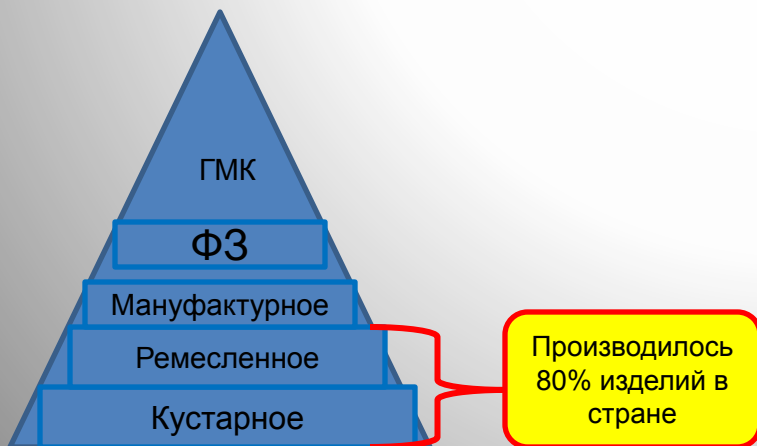 ГМК
ФЗ
Мануфактурное
Ремесленное
Кустарное
Производилось
80% изделий в
стране